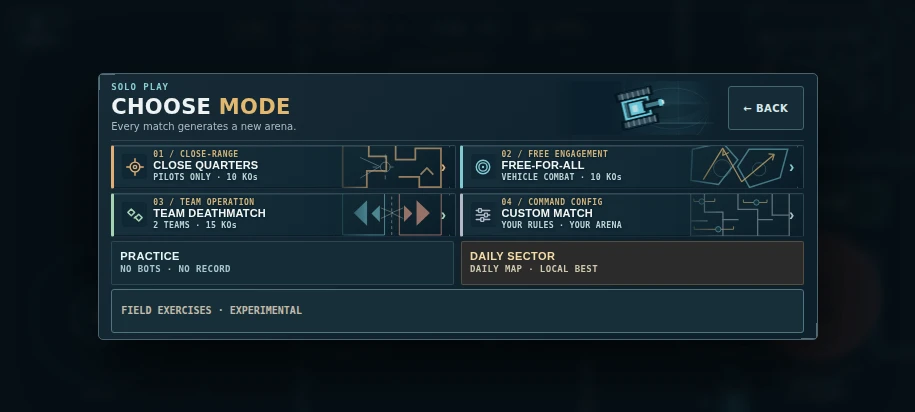 SOLO PLAY
CHOOSE MODE
Every match generates a new arena.
← BACK
01 / CLOSE-RANGE
CLOSE QUARTERS
PILOTS ONLY · 10 KOs
02 / FREE ENGAGEMENT
FREE-FOR-ALL
VEHICLE COMBAT · 10 KOs
03 / TEAM OPERATION
TEAM DEATHMATCH
2 TEAMS · 15 KOs
04 / COMMAND CONFIG
CUSTOM MATCH
YOUR RULES · YOUR ARENA
PRACTICE
NO BOTS · NO RECORD
DAILY SECTOR
DAILY MAP · LOCAL BEST
FIELD EXERCISES · EXPERIMENTAL